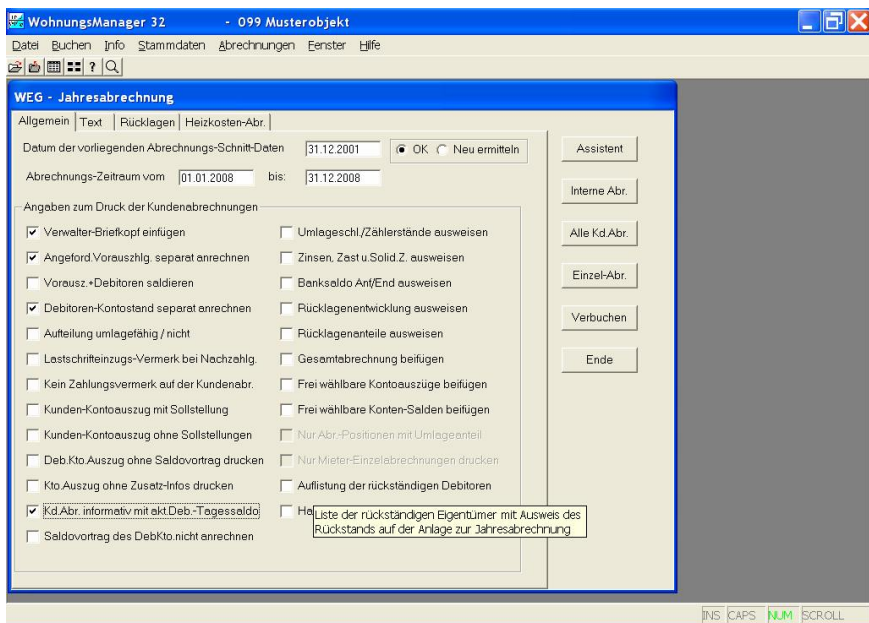 WohnungsManager 32 - 099 Musterobjekt
Datei Buchen Info Stammdaten Abrechnungen Fenster Hilfe
?
WEG - Jahresabrechnung
Allgemein Text Rücklagen Heizkosten-Abr.
Datum der vorliegenden Abrechnungs-Schnitt-Daten 31.12.2001 OK Neu ermitteln
Abrechnungs-Zeitraum vom 01.01.2008 bis: 31.12.2008
Angaben zum Druck der Kundenabrechnungen
Verwalter-Briefkopf einfügen
Angeford.Vorauszhlg. separat anrechnen
Vorausz.+Debitoren saldieren
Debitoren-Kontostand separat anrechnen
Aufteilung umlagefähig / nicht
Lastschrifteinzugs-Vermerk bei Nachzahlg.
Kein Zahlungsvermerk auf der Kundenabr.
Kunden-Kontoauszug mit Sollstellung
Kunden-Kontoauszug ohne Sollstellungen
Deb.Kto.Auszug ohne Saldovortrag drucken
Kto.Auszug ohne Zusatz-Infos drucken
Kd.Abr. informativ mit akt.Deb.-Tagessaldo
Saldovortrag des DebKto.nicht anrechnen
Umlageschl./Zählerstände ausweisen
Zinsen, Zast u.Solid.Z. ausweisen
Banksaldo Anf/End ausweisen
Rücklagenentwicklung ausweisen
Rücklagenanteile ausweisen
Gesamtabrechnung beifügen
Frei wählbare Kontoauszüge beifügen
Frei wählbare Konten-Salden beifügen
Nur Abr.-Positionen mit Umlageanteil
Nur Mieter-Einzelabrechnungen drucken
Auflistung der rückständigen Debitoren
Liste der rückständigen Eigentümer mit Ausweis des
Rückstands auf der Anlage zur Jahresabrechnung
Assistent
Interne Abr.
Alle Kd.Abr.
Einzel-Abr.
Verbuchen
Ende
INS CAPS NUM SCROLL